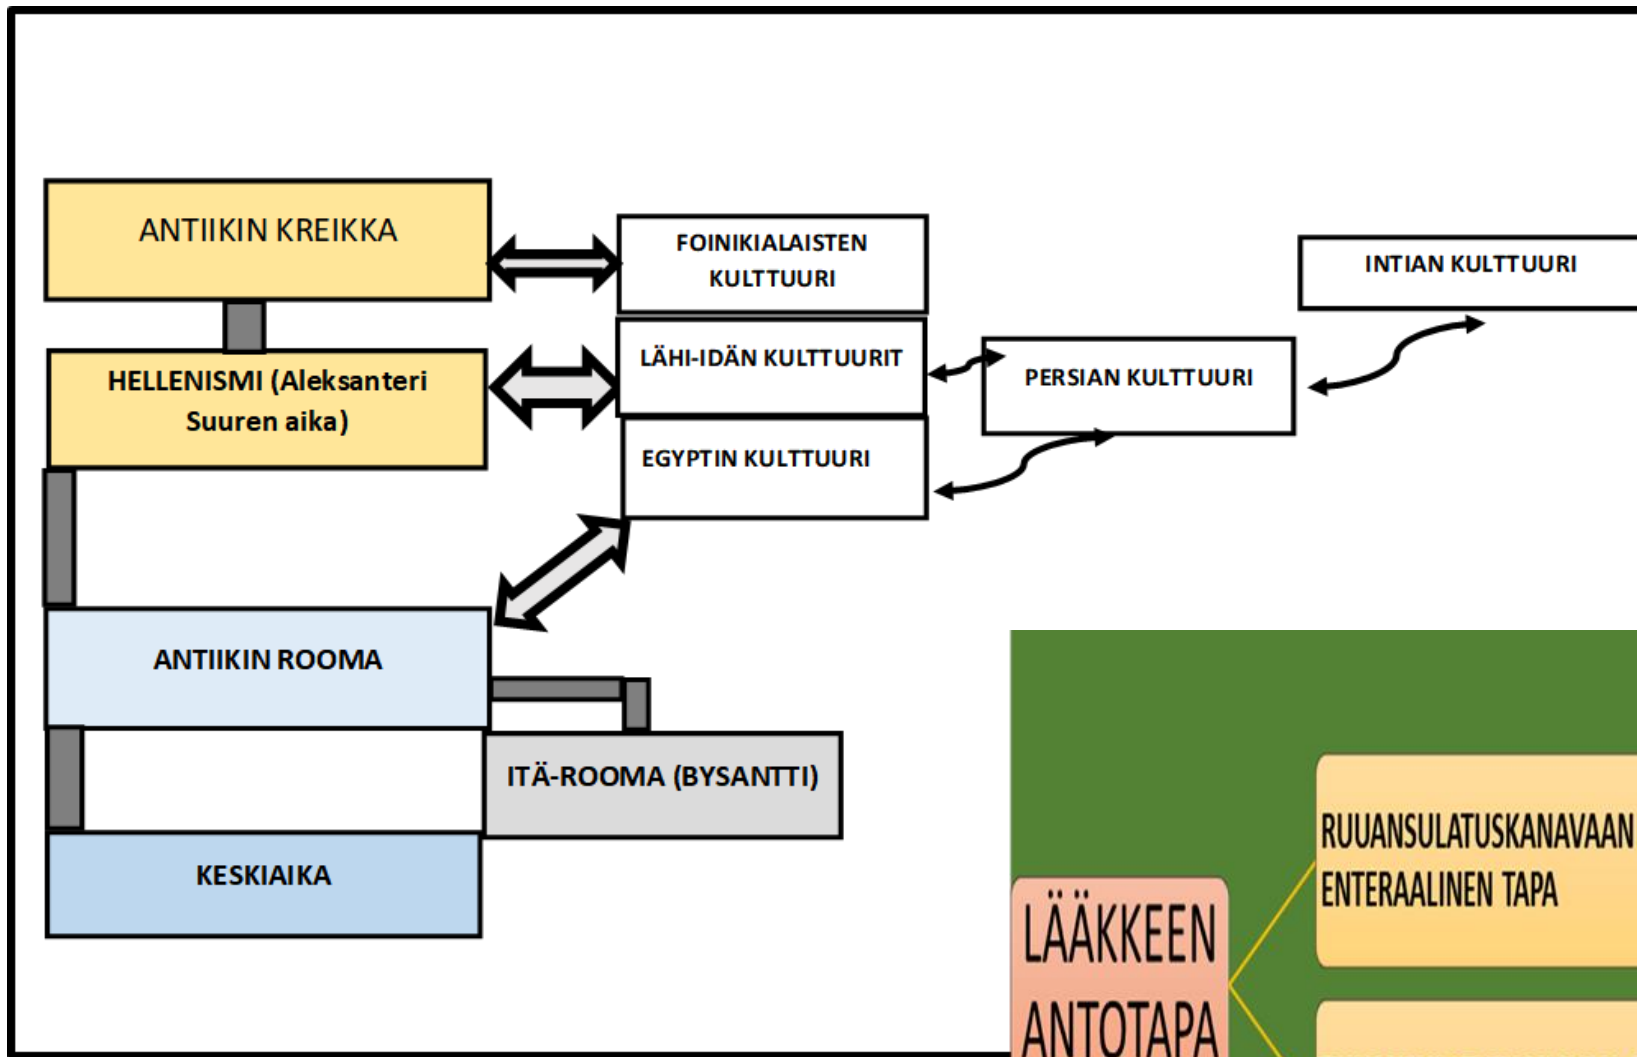 ANTIIKIN KREIKKA
FOINIKIALAISTEN
KULTTUURI
INTIAN KULTTUURI
HELLENISMI (Aleksanteri
Suuren aika)
LÄHI-IDÄN KULTTUURIT
PERSIAN KULTTUURI
EGYPTIN KULTTUURI
ANTIIKIN ROOMA
ITÄ-ROOMA (BYSANTTI)
KESKIAIKA
LÄÄKKEEN
ANTOTAPA
RUUANSULATUSKANAVAAN
ENTERAALINEN TAPA